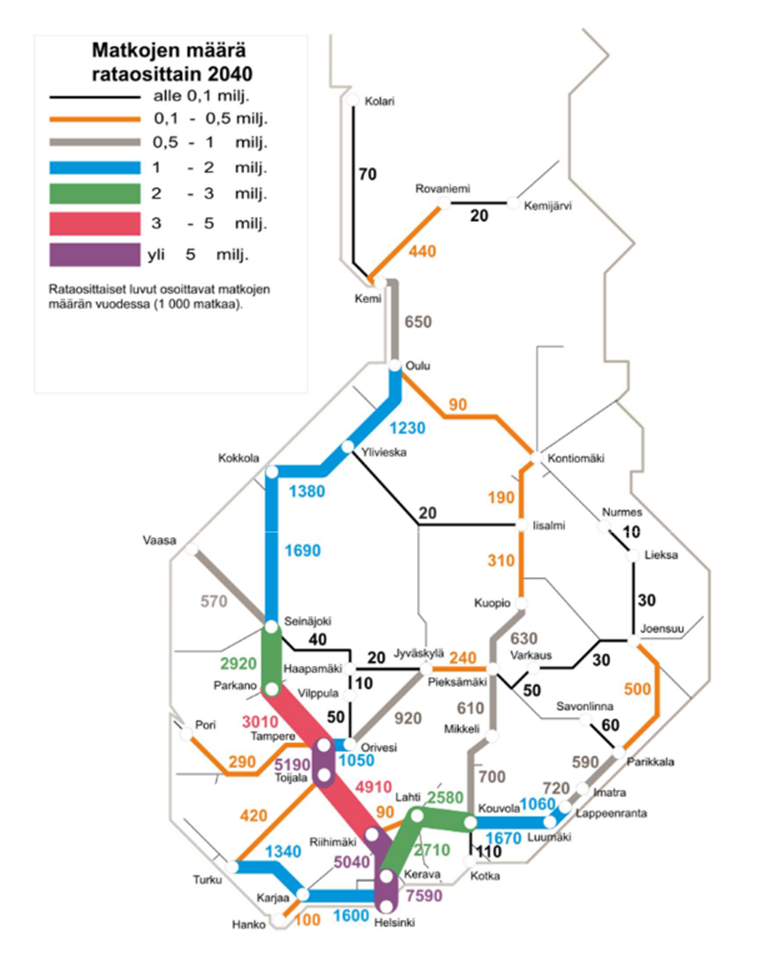 Matkojen määrä
rataosittain 2040
alle 0,1 milj.
0,1 - 0,5 milj.
0,5 - 1 milj.
1 - 2 milj.
2 - 3 milj.
3 - 5 milj.
yli 5 milj.
Rataosittaiset luvut osoittavat matkojen
määrän vuodessa (1 000 matkaa).
Kolari
70
Rovaniemi
20
Kemijärvi
440
Kemi
650
Oulu
90
1230
Kokkola
Ylivieska
Kontiomäki
1380
190
Nurmes
20
Iisalmi
10
Vaasa
1690
Lieksa
310
570
Kuopio
30
Seinäjoki
Joensuu
40
630
Jyväskylä
Varkaus
2920
Haapamäki
20
240
30
Parkano
10
Pieksämäki
50
500
Vilppula
Savonlinna
3010
50
920
610
60
Pori
Mikkeli
Tampere
Orivesi
5190
1050
Parikkala
290
590
Toijala
700
4910
720
Imatra
Lahti
2580
420
90
Kouvola
1060
Lappeenranta
Riihimäki
1670
Luumäki
2710
110
1340
5040
Turku
Kerava
Kotka
Karjaa
7590
1600
Hanko
100
Helsinki